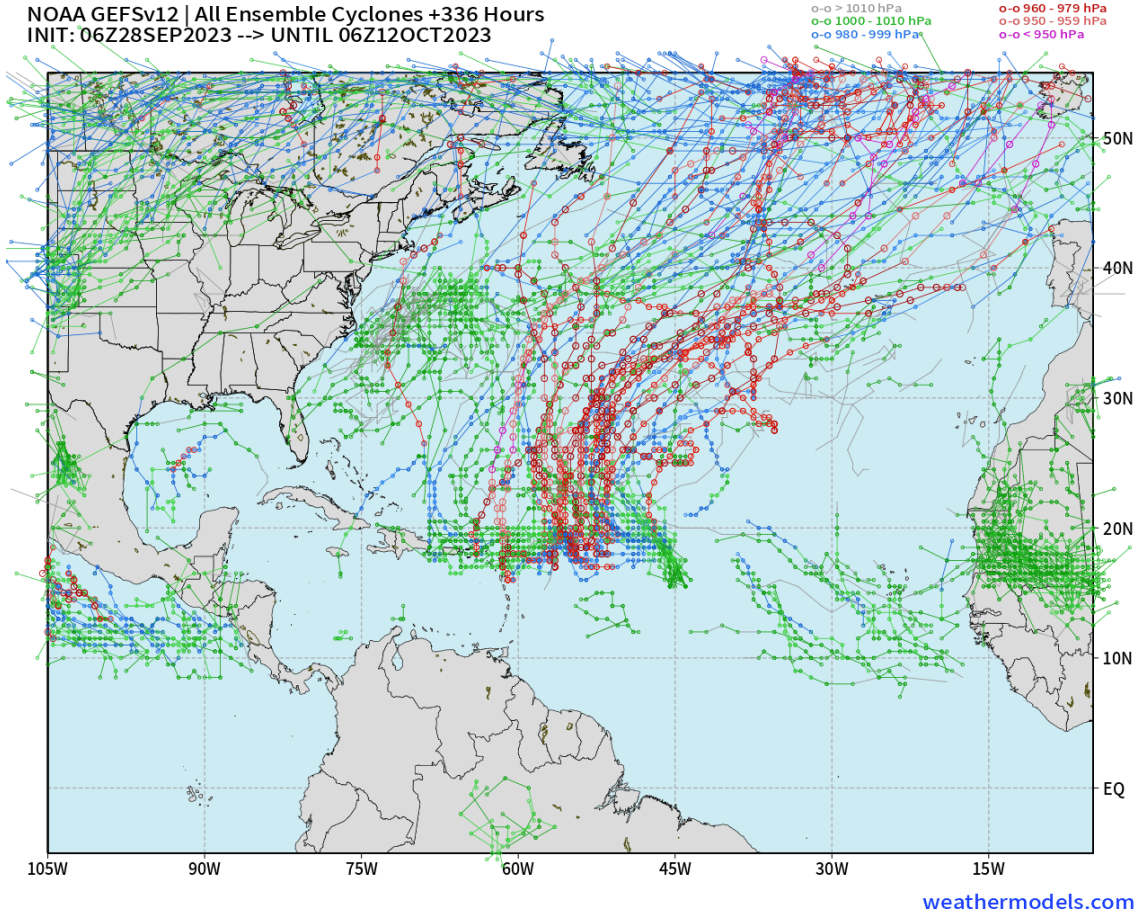 NOAA GEFSv12 | All Ensemble Cyclones +336 Hours
INIT: 06Z28SEP2023 --> UNTIL 06Z12OCT2023
o-o > 1010 hPa
o-o 1000 - 1010 hPa
o-o 980 - 999 hPa
o-o 960 - 979 hPa
o-o 950 - 959 hPa
o-o < 950 hPa
50N
40N
30N
20N
10N
EQ
105W 90W 75W 60W 45W 30W 15W
weathermodels.com